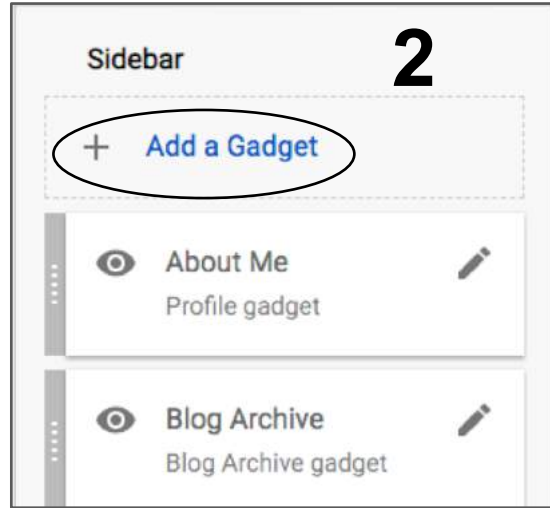 Sidebar
2
+ Add a Gadget
About Me
Profile gadget
Blog Archive
Blog Archive gadget